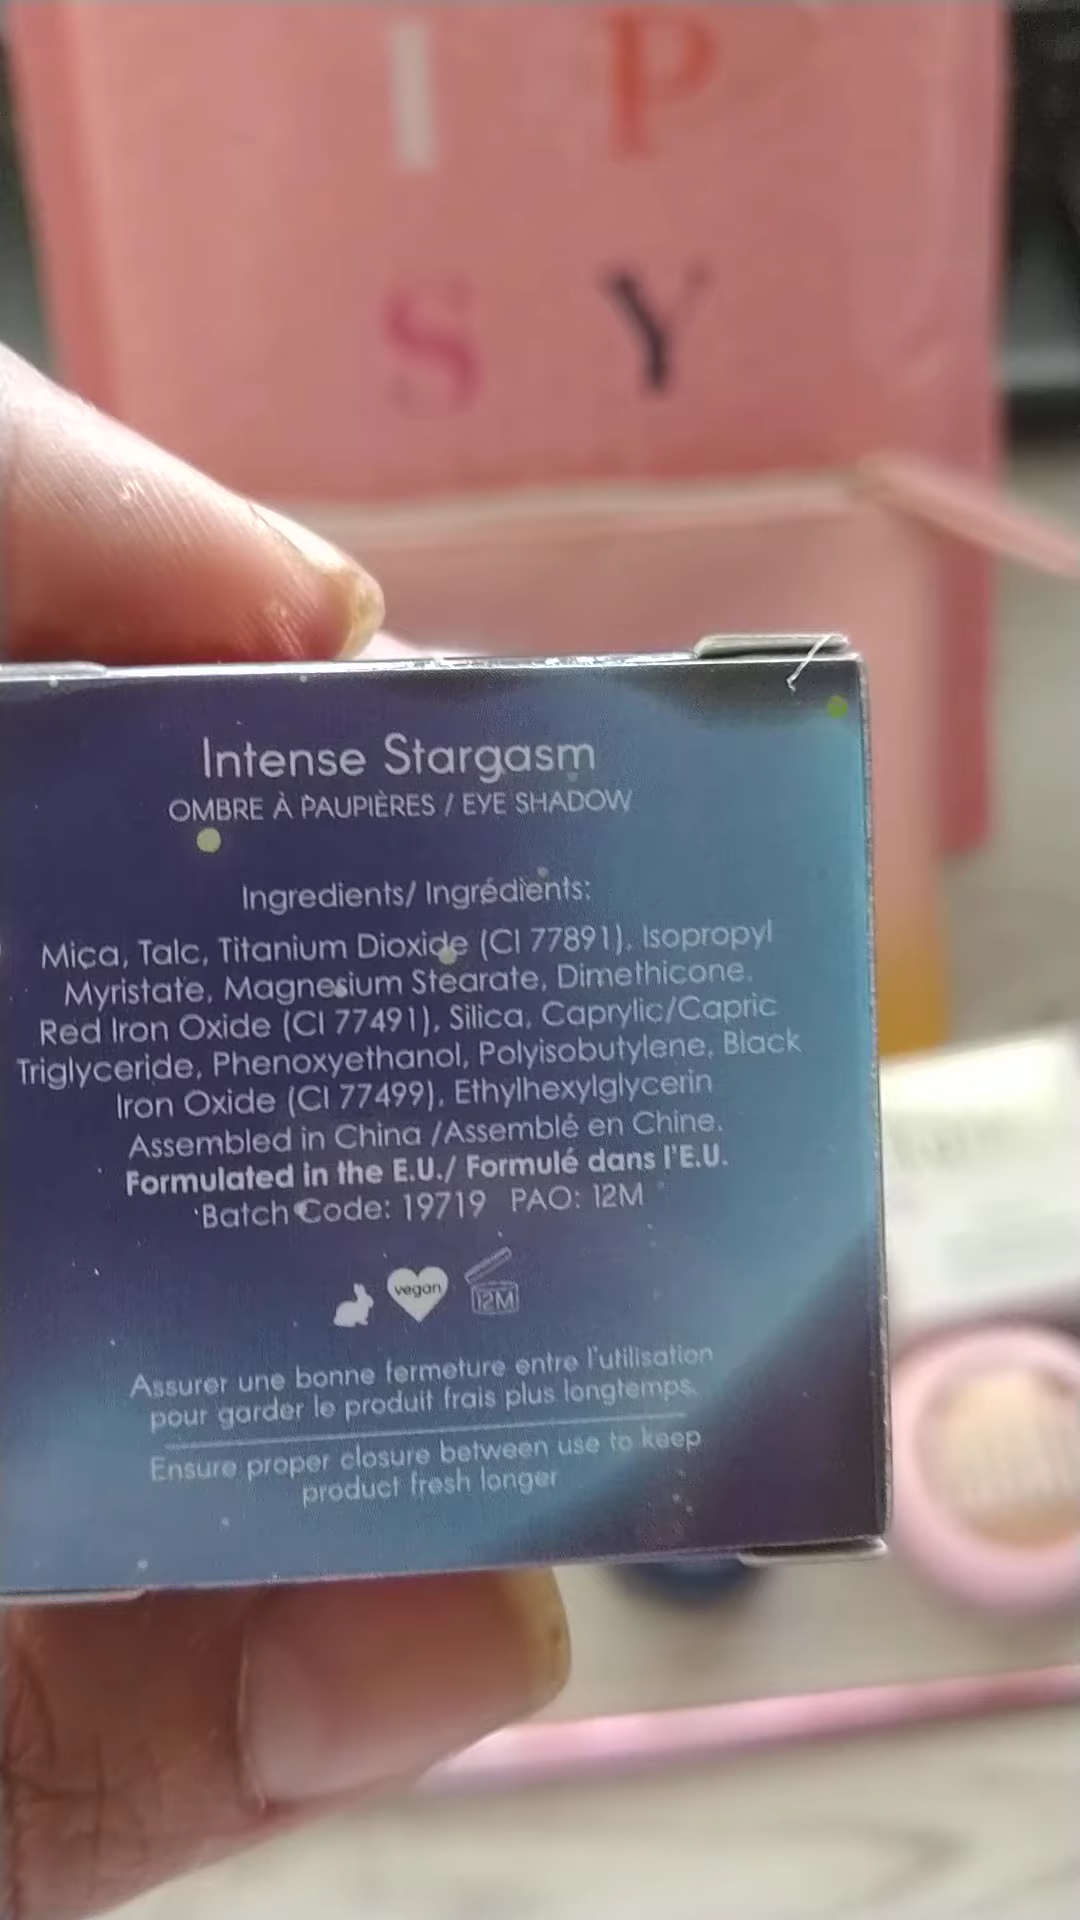 I P
S Y
Intense Stargasm
OMBRE À PAUPIÈRES / EYE SHADOW
Ingredients/ Ingrédients:
Mica, Talc, Titanium Dioxide (CI 77891), Isopropyl
Myristate, Magnesium Stearate, Dimethicone,
Red Iron Oxide (CI 77491), Silica, Caprylic/Capric
Triglyceride, Phenoxyethanol, Polyisobutylene, Black
Iron Oxide (CI 77499), Ethylhexylglycerin
Assembled in China /Assemblé en Chine.
Formulated in the E.U./ Formulé dans l'E.U.
Batch Code: 19719 PAO: 12M
vegan
12M
Assurer une bonne fermeture entre l'utilisation
pour garder le produit frais plus longtemps.
Ensure proper closure between use to keep
product fresh longer